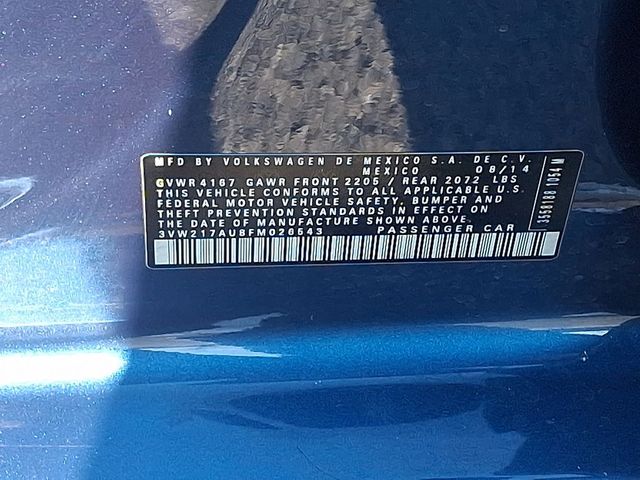 MFD BY VOLKSWAGEN DE MEXICO S.A. DE C.V.
MEXICO 08/14
GVWR4167 GAWR FRONT 2205 / REAR 2072 LBS
THIS VEHICLE CONFORMS TO ALL APPLICABLE U.S.
FEDERAL MOTOR VEHICLE SAFETY, BUMPER AND
THEFT PREVENTION STANDARDS IN EFFECT ON
THE DATE OF MANUFACTURE SHOWN ABOVE.
3VW217AU8FM026543 PASSENGER CAR